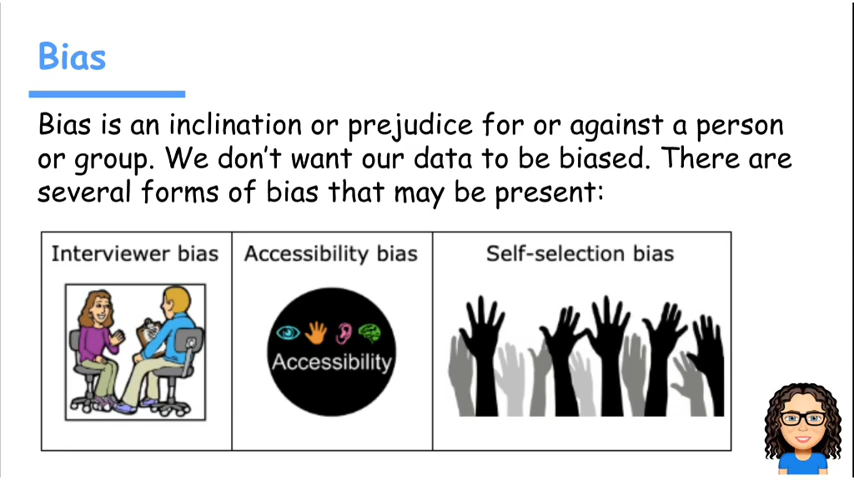 Bias
Bias is an inclination or prejudice for or against a person
or group. We don't want our data to be biased. There are
several forms of bias that may be present:
Interviewer bias
Accessibility bias
Self-selection bias
Accessibility